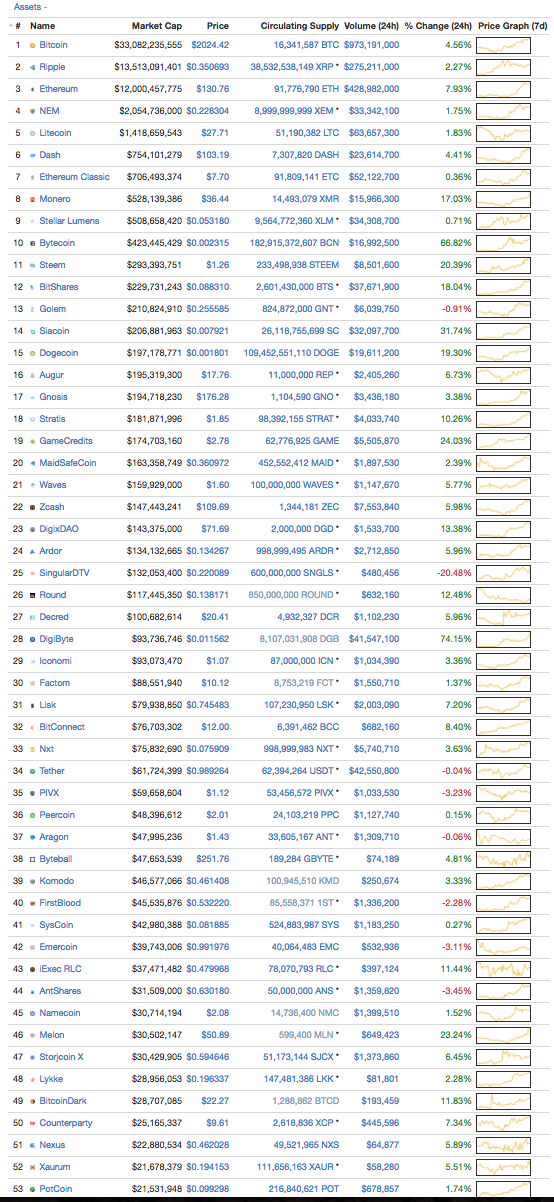 Assets -
# Name Market Cap Price Circulating Supply Volume (24h) % Change (24h) Price Graph (7d)
1 Bitcoin $33,082,235,555 $2024.42 16,341,587 BTC $973,191,000 4.56%
2 Ripple $13,513,091,401 $0.350693 38,532,538,149 XRP * $275,211,000 2.27%
3 Ethereum $12,000,457,775 $130.76 91,776,790 ETH $428,982,000 7.93%
4 NEM $2,054,736,000 $0.228304 8,999,999,999 XEM * $33,342,100 1.75%
5 Litecoin $1,418,659,543 $27.71 51,190,382 LTC $63,657,300 1.83%
6 Dash $754,101,279 $103.19 7,307,820 DASH $23,614,700 4.41%
7 Ethereum Classic $706,493,374 $7.70 91,809,141 ETC $52,122,700 0.36%
8 Monero $528,139,386 $36.44 14,493,079 XMR $15,966,300 17.03%
9 Stellar Lumens $508,658,420 $0.053180 9,564,772,360 XLM * $34,308,700 0.71%
10 Bytecoin $423,445,429 $0.002315 182,915,372,607 BCN $16,992,500 66.82%
11 Steem $293,393,751 $1.26 233,498,938 STEEM $8,501,600 20.39%
12 BitShares $229,731,243 $0.088310 2,601,430,000 BTS * $37,671,900 18.04%
13 Golem $210,824,910 $0.255585 824,872,000 GNT * $6,039,750 -0.91%
14 Siacoin $206,881,963 $0.007921 26,118,755,699 SC $32,097,700 31.74%
15 Dogecoin $197,178,771 $0.001801 109,452,551,110 DOGE $19,611,200 19.30%
16 Augur $195,319,300 $17.76 11,000,000 REP * $2,405,260 6.73%
17 Gnosis $194,718,230 $176.28 1,104,590 GNO * $3,436,180 3.38%
18 Stratis $181,871,996 $1.85 98,392,155 STRAT * $4,033,740 10.26%
19 GameCredits $174,703,160 $2.78 62,776,925 GAME $5,505,870 24.03%
20 MaidSafeCoin $163,358,749 $0.360972 452,552,412 MAID * $1,897,530 2.39%
21 Waves $159,929,000 $1.60 100,000,000 WAVES * $1,147,670 5.77%
22 Zcash $147,443,241 $109.69 1,344,181 ZEC $7,553,840 5.98%
23 DigixDAO $143,375,000 $71.69 2,000,000 DGD * $1,533,700 13.38%
24 Ardor $134,132,665 $0.134267 998,999,495 ARDR * $2,712,850 5.96%
25 SingularDTV $132,053,400 $0.220089 600,000,000 SNGLS * $480,456 -20.48%
26 Round $117,445,350 $0.138171 850,000,000 ROUND * $632,160 12.48%
27 Decred $100,682,614 $20.41 4,932,327 DCR $1,102,230 5.96%
28 DigiByte $93,736,746 $0.011562 8,107,031,908 DGB $41,547,100 74.15%
29 Iconomi $93,073,470 $1.07 87,000,000 ICN * $1,034,390 3.36%
30 Factom $88,551,940 $10.12 8,753,219 FCT * $1,550,710 1.37%
31 Lisk $79,938,850 $0.745483 107,230,950 LSK * $2,003,090 7.20%
32 BitConnect $76,703,302 $12.00 6,391,462 BCC $682,160 8.40%
33 Nxt $75,832,690 $0.075909 998,999,983 NXT * $5,740,710 3.63%
34 Tether $61,724,399 $0.989264 62,394,264 USDT * $42,550,800 -0.04%
35 PIVX $59,658,604 $1.12 53,456,572 PIVX * $1,033,530 -3.23%
36 Peercoin $48,396,612 $2.01 24,103,219 PPC $1,127,740 0.15%
37 Aragon $47,995,236 $1.43 33,605,167 ANT * $1,309,710 -0.06%
38 Byteball $47,653,539 $251.76 189,284 GBYTE * $74,189 4.81%
39 Komodo $46,577,066 $0.461408 100,945,510 KMD $250,674 3.33%
40 FirstBlood $45,535,876 $0.532220 85,558,371 1ST * $1,336,200 -2.28%
41 SysCoin $42,980,388 $0.081885 524,883,987 SYS $1,183,250 0.27%
42 Emercoin $39,743,006 $0.991976 40,064,483 EMC $532,936 -3.11%
43 iExec RLC $37,471,482 $0.479968 78,070,793 RLC * $397,124 11.44%
44 AntShares $31,509,000 $0.630180 50,000,000 ANS * $1,359,820 -3.45%
45 Namecoin $30,714,194 $2.08 14,736,400 NMC $1,399,510 1.52%
46 Melon $30,502,147 $50.89 599,400 MLN * $649,423 23.24%
47 Storjcoin X $30,429,905 $0.594646 51,173,144 SJCX * $1,373,860 6.45%
48 Lykke $28,956,053 $0.196337 147,481,386 LKK * $81,801 2.28%
49 BitcoinDark $28,707,085 $22.27 1,288,862 BTCD $193,459 11.83%
50 Counterparty $25,165,337 $9.61 2,618,836 XCP * $445,596 7.34%
51 Nexus $22,880,534 $0.462028 49,521,965 NXS $64,877 5.89%
52 Xaurum $21,678,379 $0.194153 111,656,163 XAUR * $58,280 5.51%
53 PotCoin $21,531,948 $0.099298 216,840,621 POT $678,857 1.74%